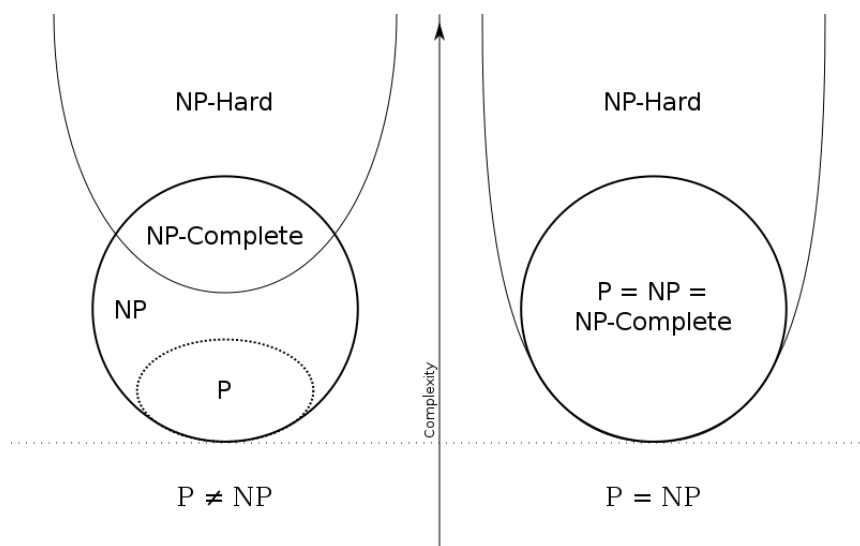 NP-Hard
NP-Complete
NP
P
P ≠ NP
Complexity
NP-Hard
P = NP =
NP-Complete
P = NP